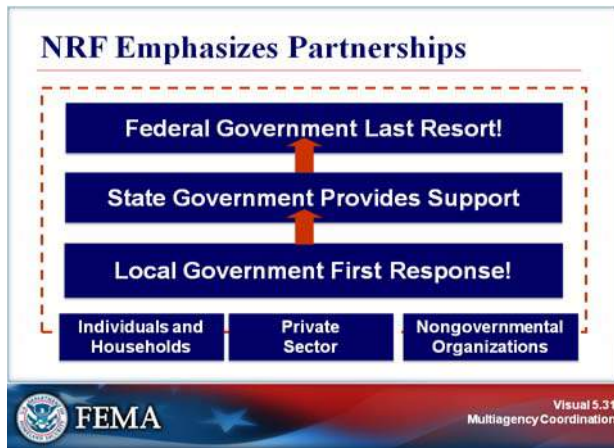 NRF Emphasizes Partnerships
Federal Government Last Resort!
State Government Provides Support
Local Government First Response!
Individuals and
Households
Private
Sector
Nongovernmental
Organizations
FEMA
Visual 5.31
Multiagency Coordination